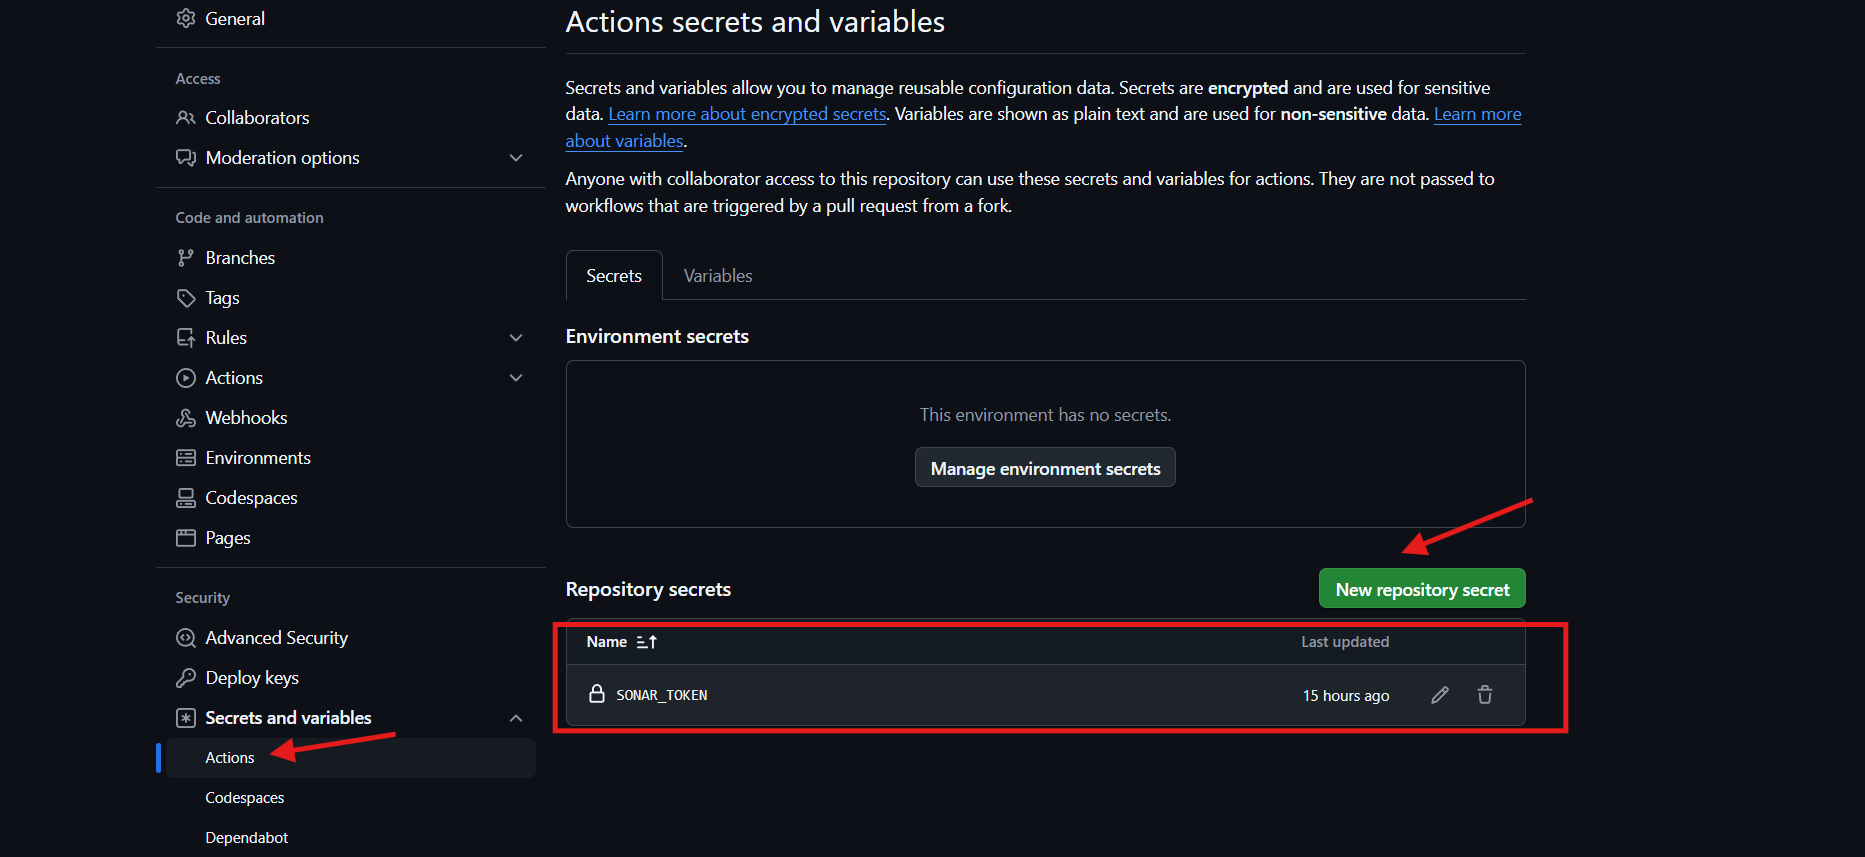 General
Access
Collaborators
Moderation options
Code and automation
Branches
Tags
Rules
Actions
Webhooks
Environments
Codespaces
Pages
Security
Advanced Security
Deploy keys
Secrets and variables
Actions
Codespaces
Dependabot
Actions secrets and variables
Secrets and variables allow you to manage reusable configuration data. Secrets are encrypted and are used for sensitive
data. Learn more about encrypted secrets. Variables are shown as plain text and are used for non-sensitive data. Learn more
about variables.
Anyone with collaborator access to this repository can use these secrets and variables for actions. They are not passed to
workflows that are triggered by a pull request from a fork.
Secrets Variables
Environment secrets
This environment has no secrets.
Manage environment secrets
Repository secrets New repository secret
Name Last updated
SONAR_TOKEN 15 hours ago